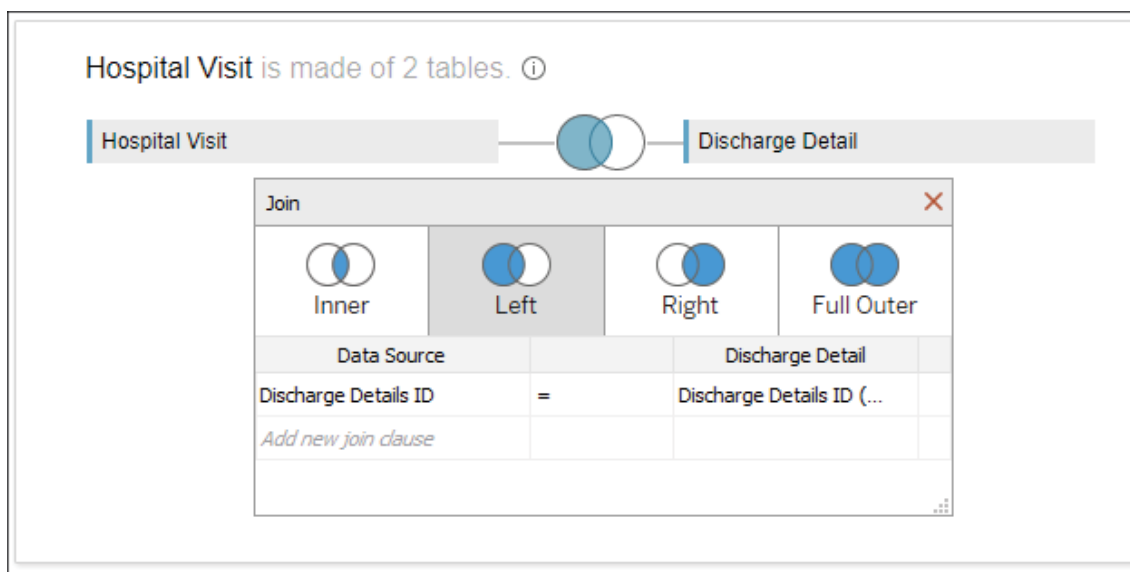 Hospital Visit is made of 2 tables. ⓘ
Hospital Visit
Discharge Detail
Join
Inner
Left
Right
Full Outer
Data Source
Discharge Detail
Discharge Details ID
=
Discharge Details ID (...
Add new join clause